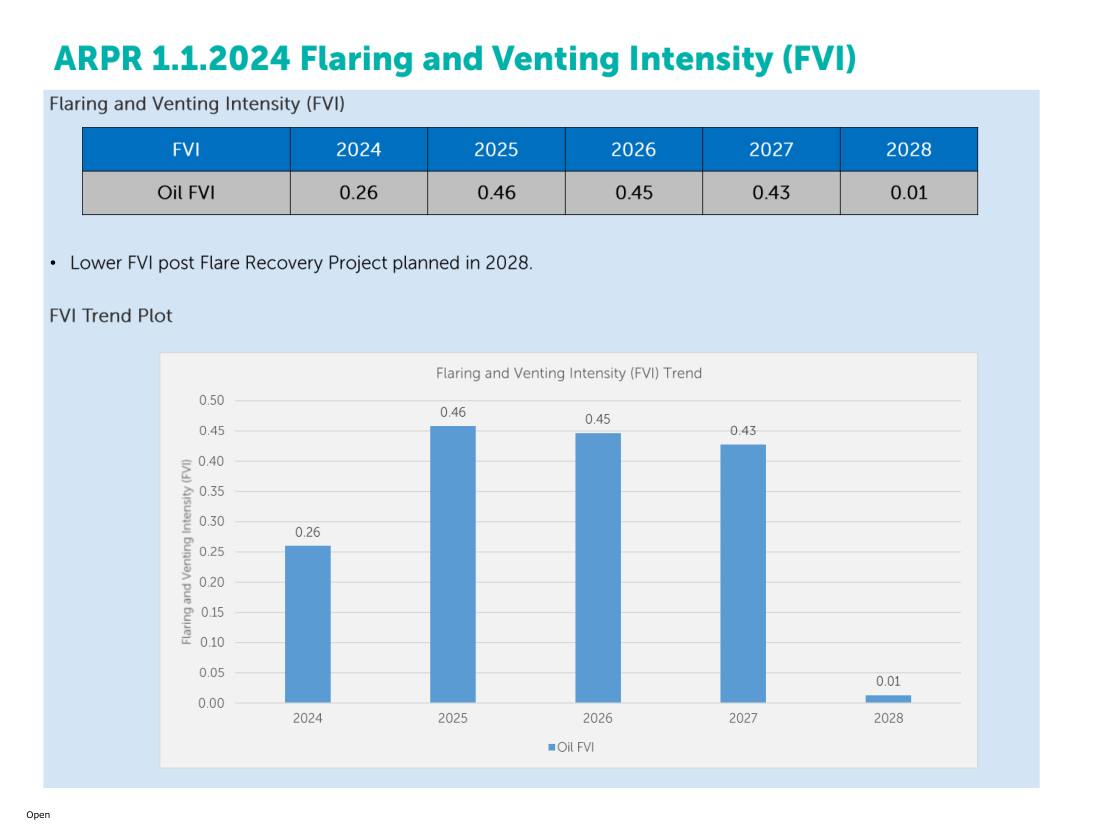 ARPR 1.1.2024 Flaring and Venting Intensity (FVI)
Flaring and Venting Intensity (FVI)
FVI 2024 2025 2026 2027 2028
Oil FVI 0.26 0.46 0.45 0.43 0.01
• Lower FVI post Flare Recovery Project planned in 2028.
FVI Trend Plot
Flaring and Venting Intensity (FVI) Trend
Flaring and Venting Intensity (FVI)
0.50
0.45
0.40
0.35
0.30
0.25
0.20
0.15
0.10
0.05
0.00
0.26
0.46
0.45
0.43
0.01
2024 2025 2026 2027 2028
Oil FVI
Open